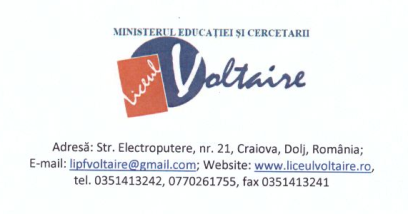 MINISTERUL EDUCAȚIEI ȘI CERCETARII
Liceul Voltaire
Adresă: Str. Electroputere, nr. 21, Craiova, Dolj, România;
E-mail: lipfvoltaire@gmail.com; Website: www.liceulvoltaire.ro,
tel. 0351413242, 0770261755, fax 0351413241